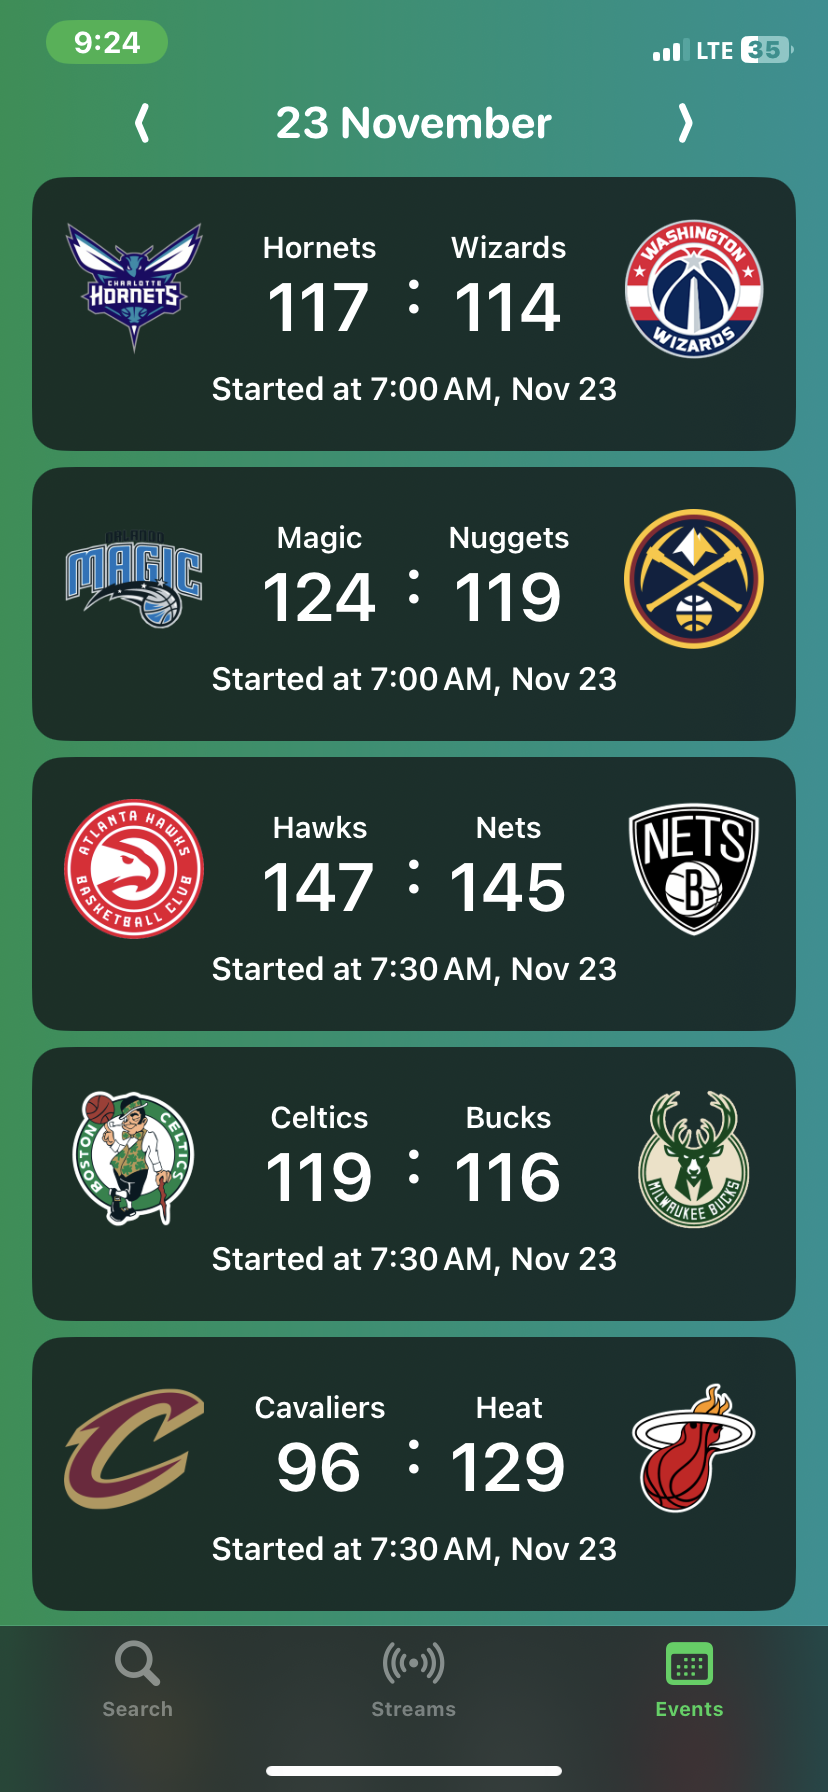 9:24
LTE 35
23 November
CHARLOTTE
HORNETS
Hornets
117 : 114
Wizards
WASHINGTON
WIZARDS
Started at 7:00 AM, Nov 23
ORLANDO
MAGIC
Magic
124 : 119
Nuggets
Started at 7:00 AM, Nov 23
ATLANTA HAWKS
BASKETBALL CLUB
Hawks
147 : 145
Nets
NETS
B
Started at 7:30 AM, Nov 23
BOSTON
CELTICS
Celtics
119 : 116
Bucks
MILWAUKEE BUCKS
Started at 7:30 AM, Nov 23
C
Cavaliers
96 : 129
Heat
Started at 7:30 AM, Nov 23
Search
Streams
Events